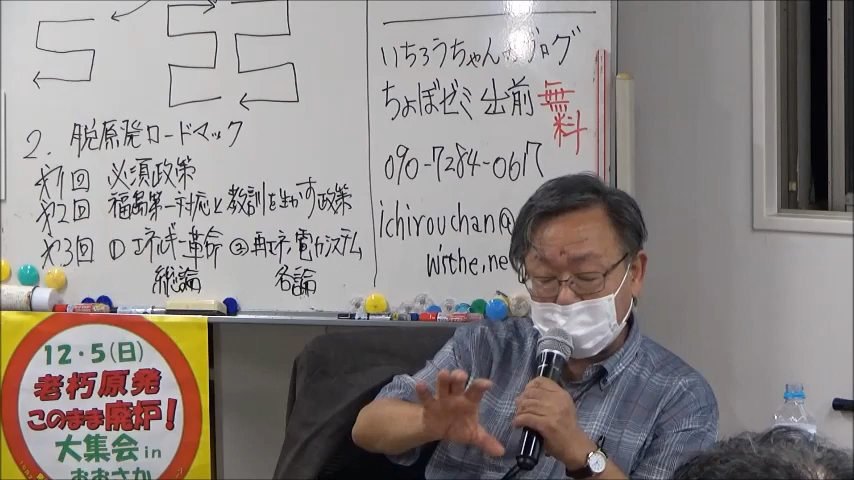 2. 脱原発ロードマップ
第1回 必須政策
第2回 福島第一対応と教訓を生かす政策
第3回 ① エネルギー革命 ② 再エネ、電力システム
総論 各論
いちろうちゃんのブログ
ちょぼゼミ 出前 無料
090-7284-0617
ichirouchan@
withe.ne
12・5(日)
老朽原発
このまま廃炉!
大集会 in
おおさか